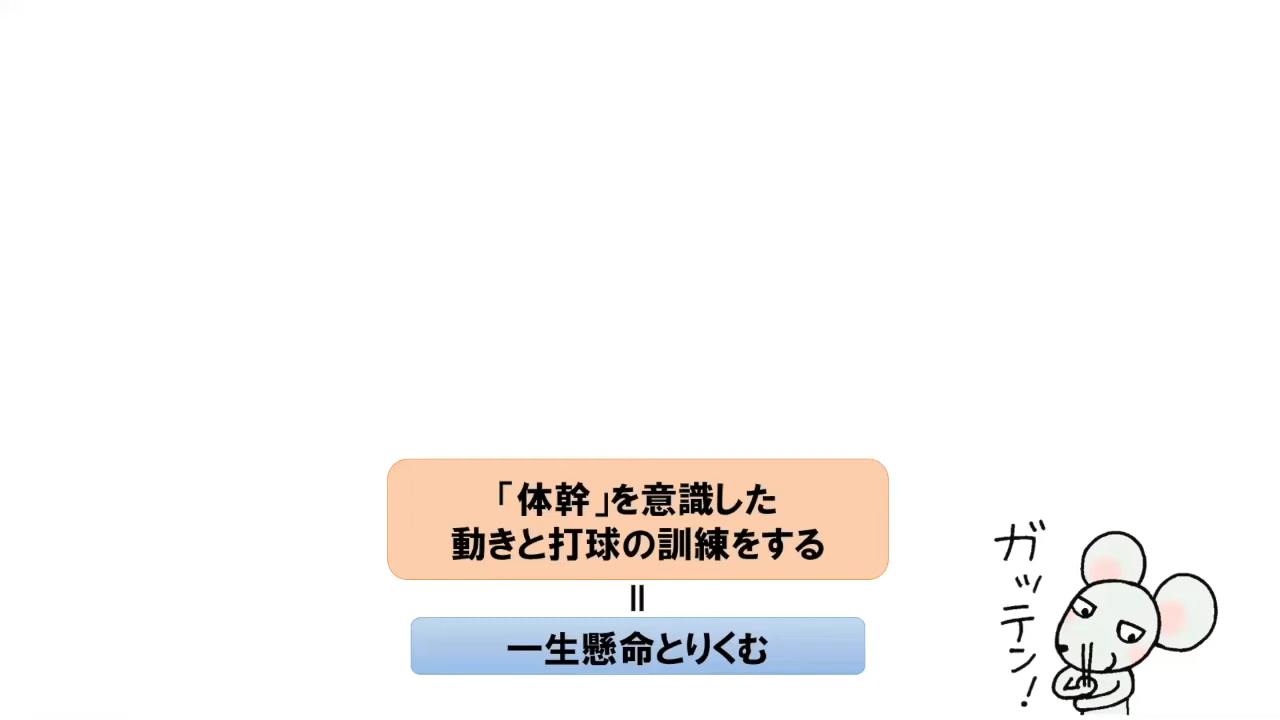 「体幹」を意識した
動きと打球の訓練をする
=
一生懸命とりくむ
ガッテン!